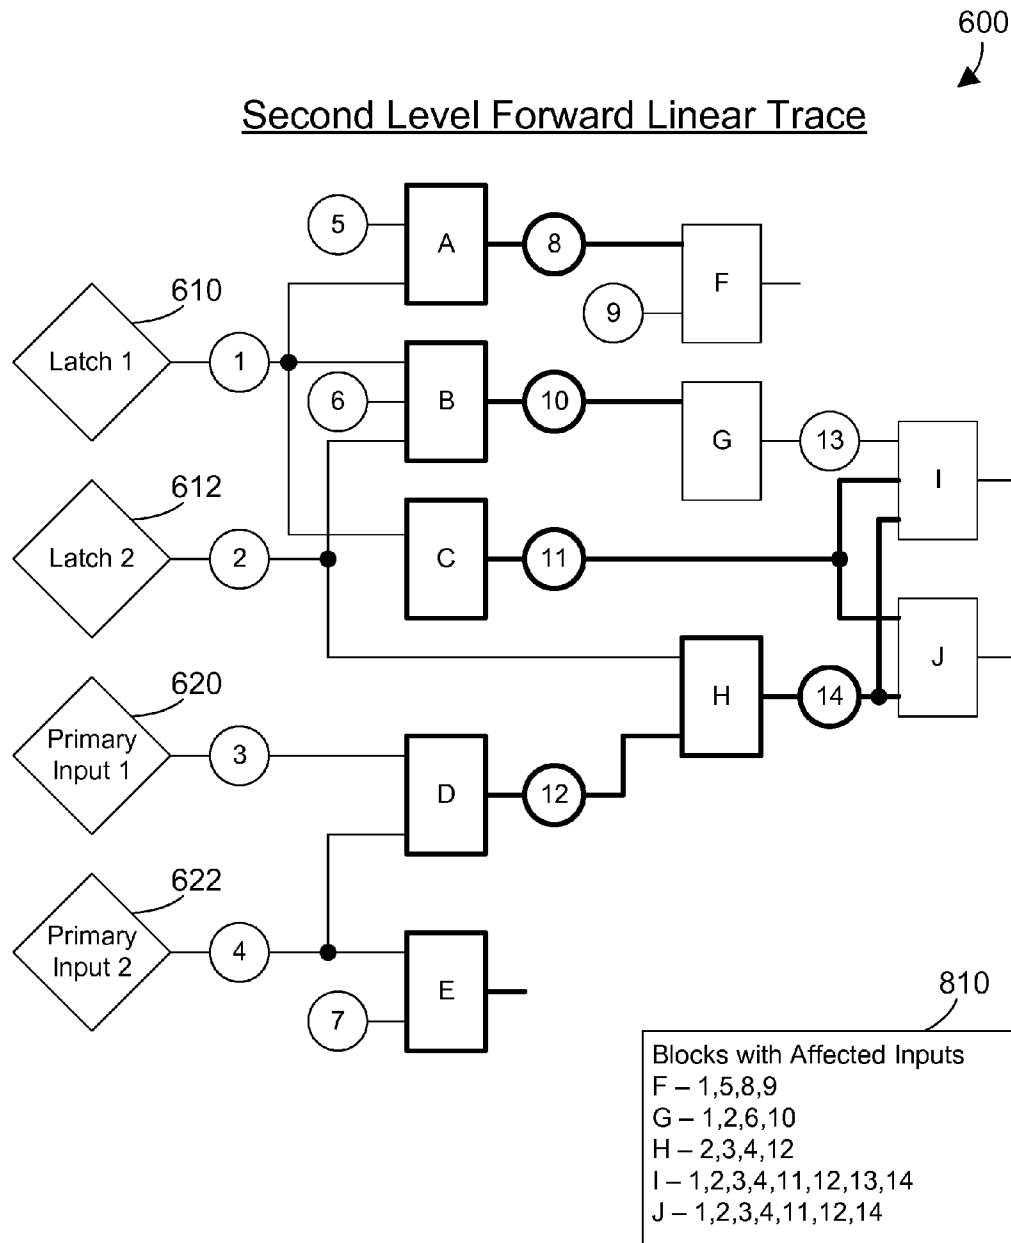 600
Second Level Forward Linear Trace
5
A
8
F
610
9
Latch 1
1
6
B
10
G
13
I
612
Latch 2
2
C
11
J
H
14
620
Primary
Input 1
3
D
12
622
Primary
Input 2
4
E
7
810
Blocks with Affected Inputs
F – 1,5,8,9
G – 1,2,6,10
H – 2,3,4,12
I – 1,2,3,4,11,12,13,14
J – 1,2,3,4,11,12,14